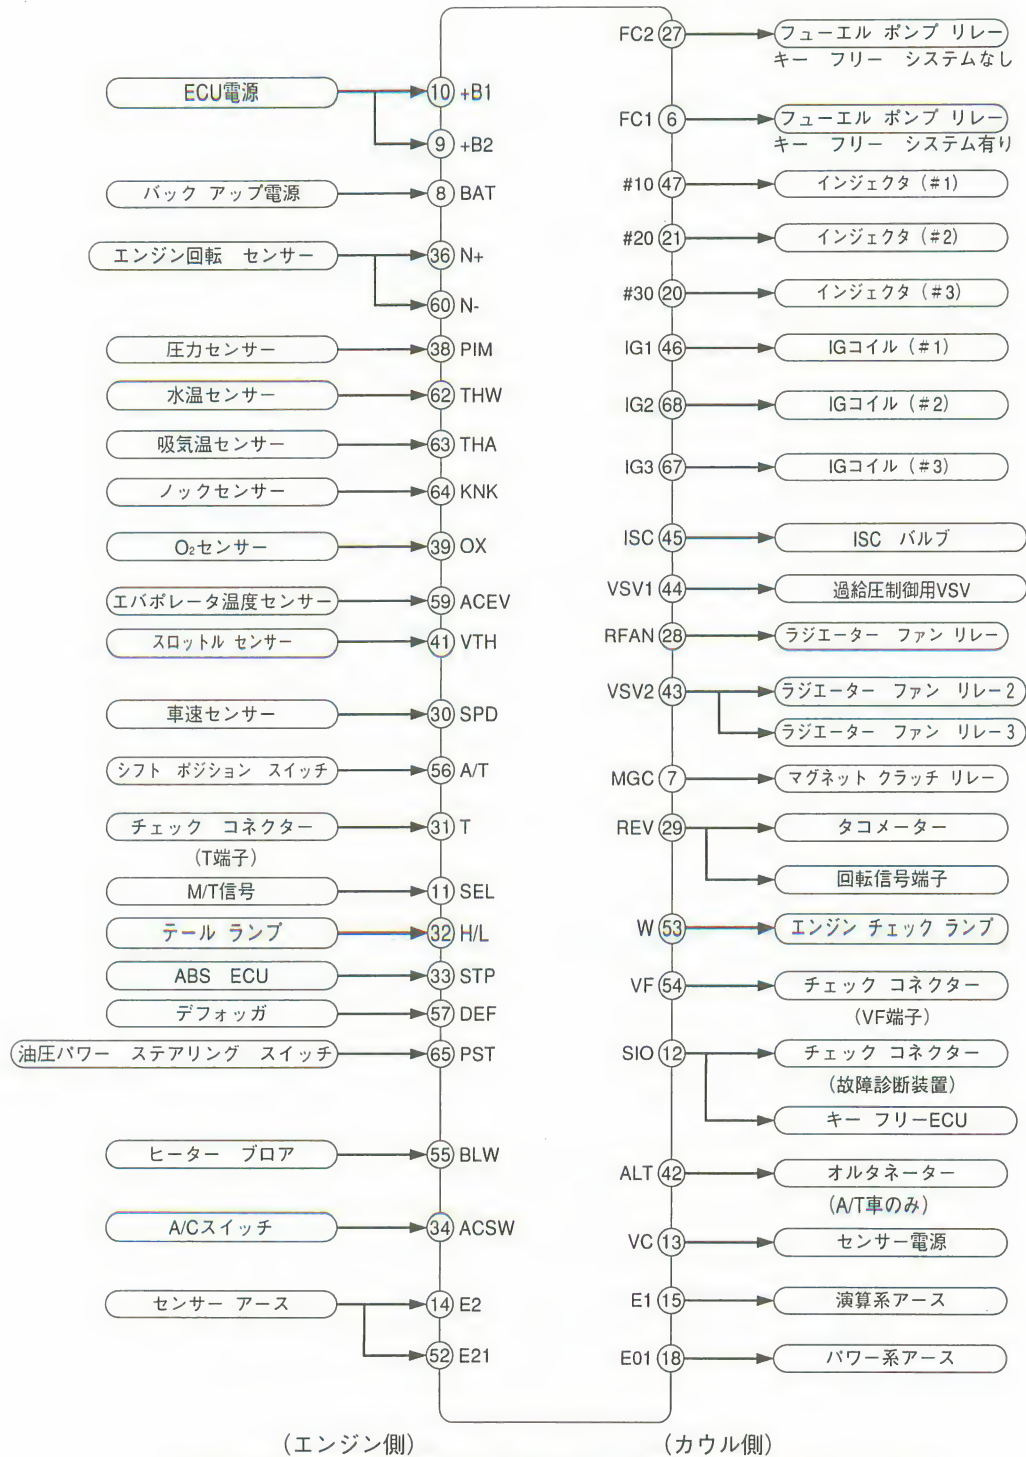 ECU電源 10 +B1
9 +B2
バック アップ電源 8 BAT
エンジン回転 センサー 36 N+
60 N-
圧力センサー 38 PIM
水温センサー 62 THW
吸気温センサー 63 THA
ノックセンサー 64 KNK
O₂センサー 39 OX
エバポレータ温度センサー 59 ACEV
スロットル センサー 41 VTH
車速センサー 30 SPD
シフト ポジション スイッチ 56 A/T
チェック コネクター 31 T
(T端子)
M/T信号 11 SEL
テール ランプ 32 H/L
ABS ECU 33 STP
デフォッガ 57 DEF
油圧パワー ステアリング スイッチ 65 PST
ヒーター ブロア 55 BLW
A/Cスイッチ 34 ACSW
センサー アース 14 E2
52 E21
(エンジン側)
FC2 27 フューエル ポンプ リレー
キー フリー システムなし
FC1 6 フューエル ポンプ リレー
キー フリー システム有り
#10 47 インジェクタ (#1)
#20 21 インジェクタ (#2)
#30 20 インジェクタ (#3)
IG1 46 IGコイル (#1)
IG2 68 IGコイル (#2)
IG3 67 IGコイル (#3)
ISC 45 ISC バルブ
VSV1 44 過給圧制御用VSV
RFAN 28 ラジエーター ファン リレー
VSV2 43 ラジエーター ファン リレー2
ラジエーター ファン リレー3
MGC 7 マグネット クラッチ リレー
REV 29 タコメーター
回転信号端子
W 53 エンジン チェック ランプ
VF 54 チェック コネクター
(VF端子)
SIO 12 チェック コネクター
(故障診断装置)
キー フリーECU
ALT 42 オルタネーター
(A/T車のみ)
VC 13 センサー電源
E1 15 演算系アース
E01 18 パワー系アース
(カウル側)